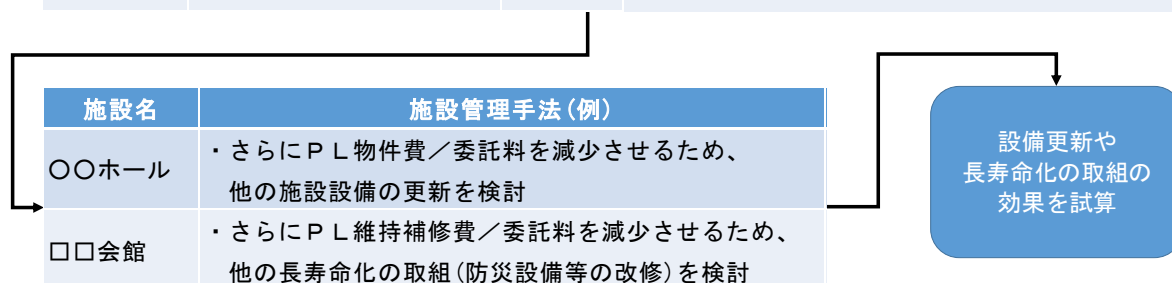 施設名 施設管理手法(例)
〇〇ホール
・さらにＰＬ物件費／委託料を減少させるため、
他の施設設備の更新を検討
□□会館
・さらにＰＬ維持補修費／委託料を減少させるため、
他の長寿命化の取組(防災設備等の改修)を検討
設備更新や
長寿命化の取組の
効果を試算